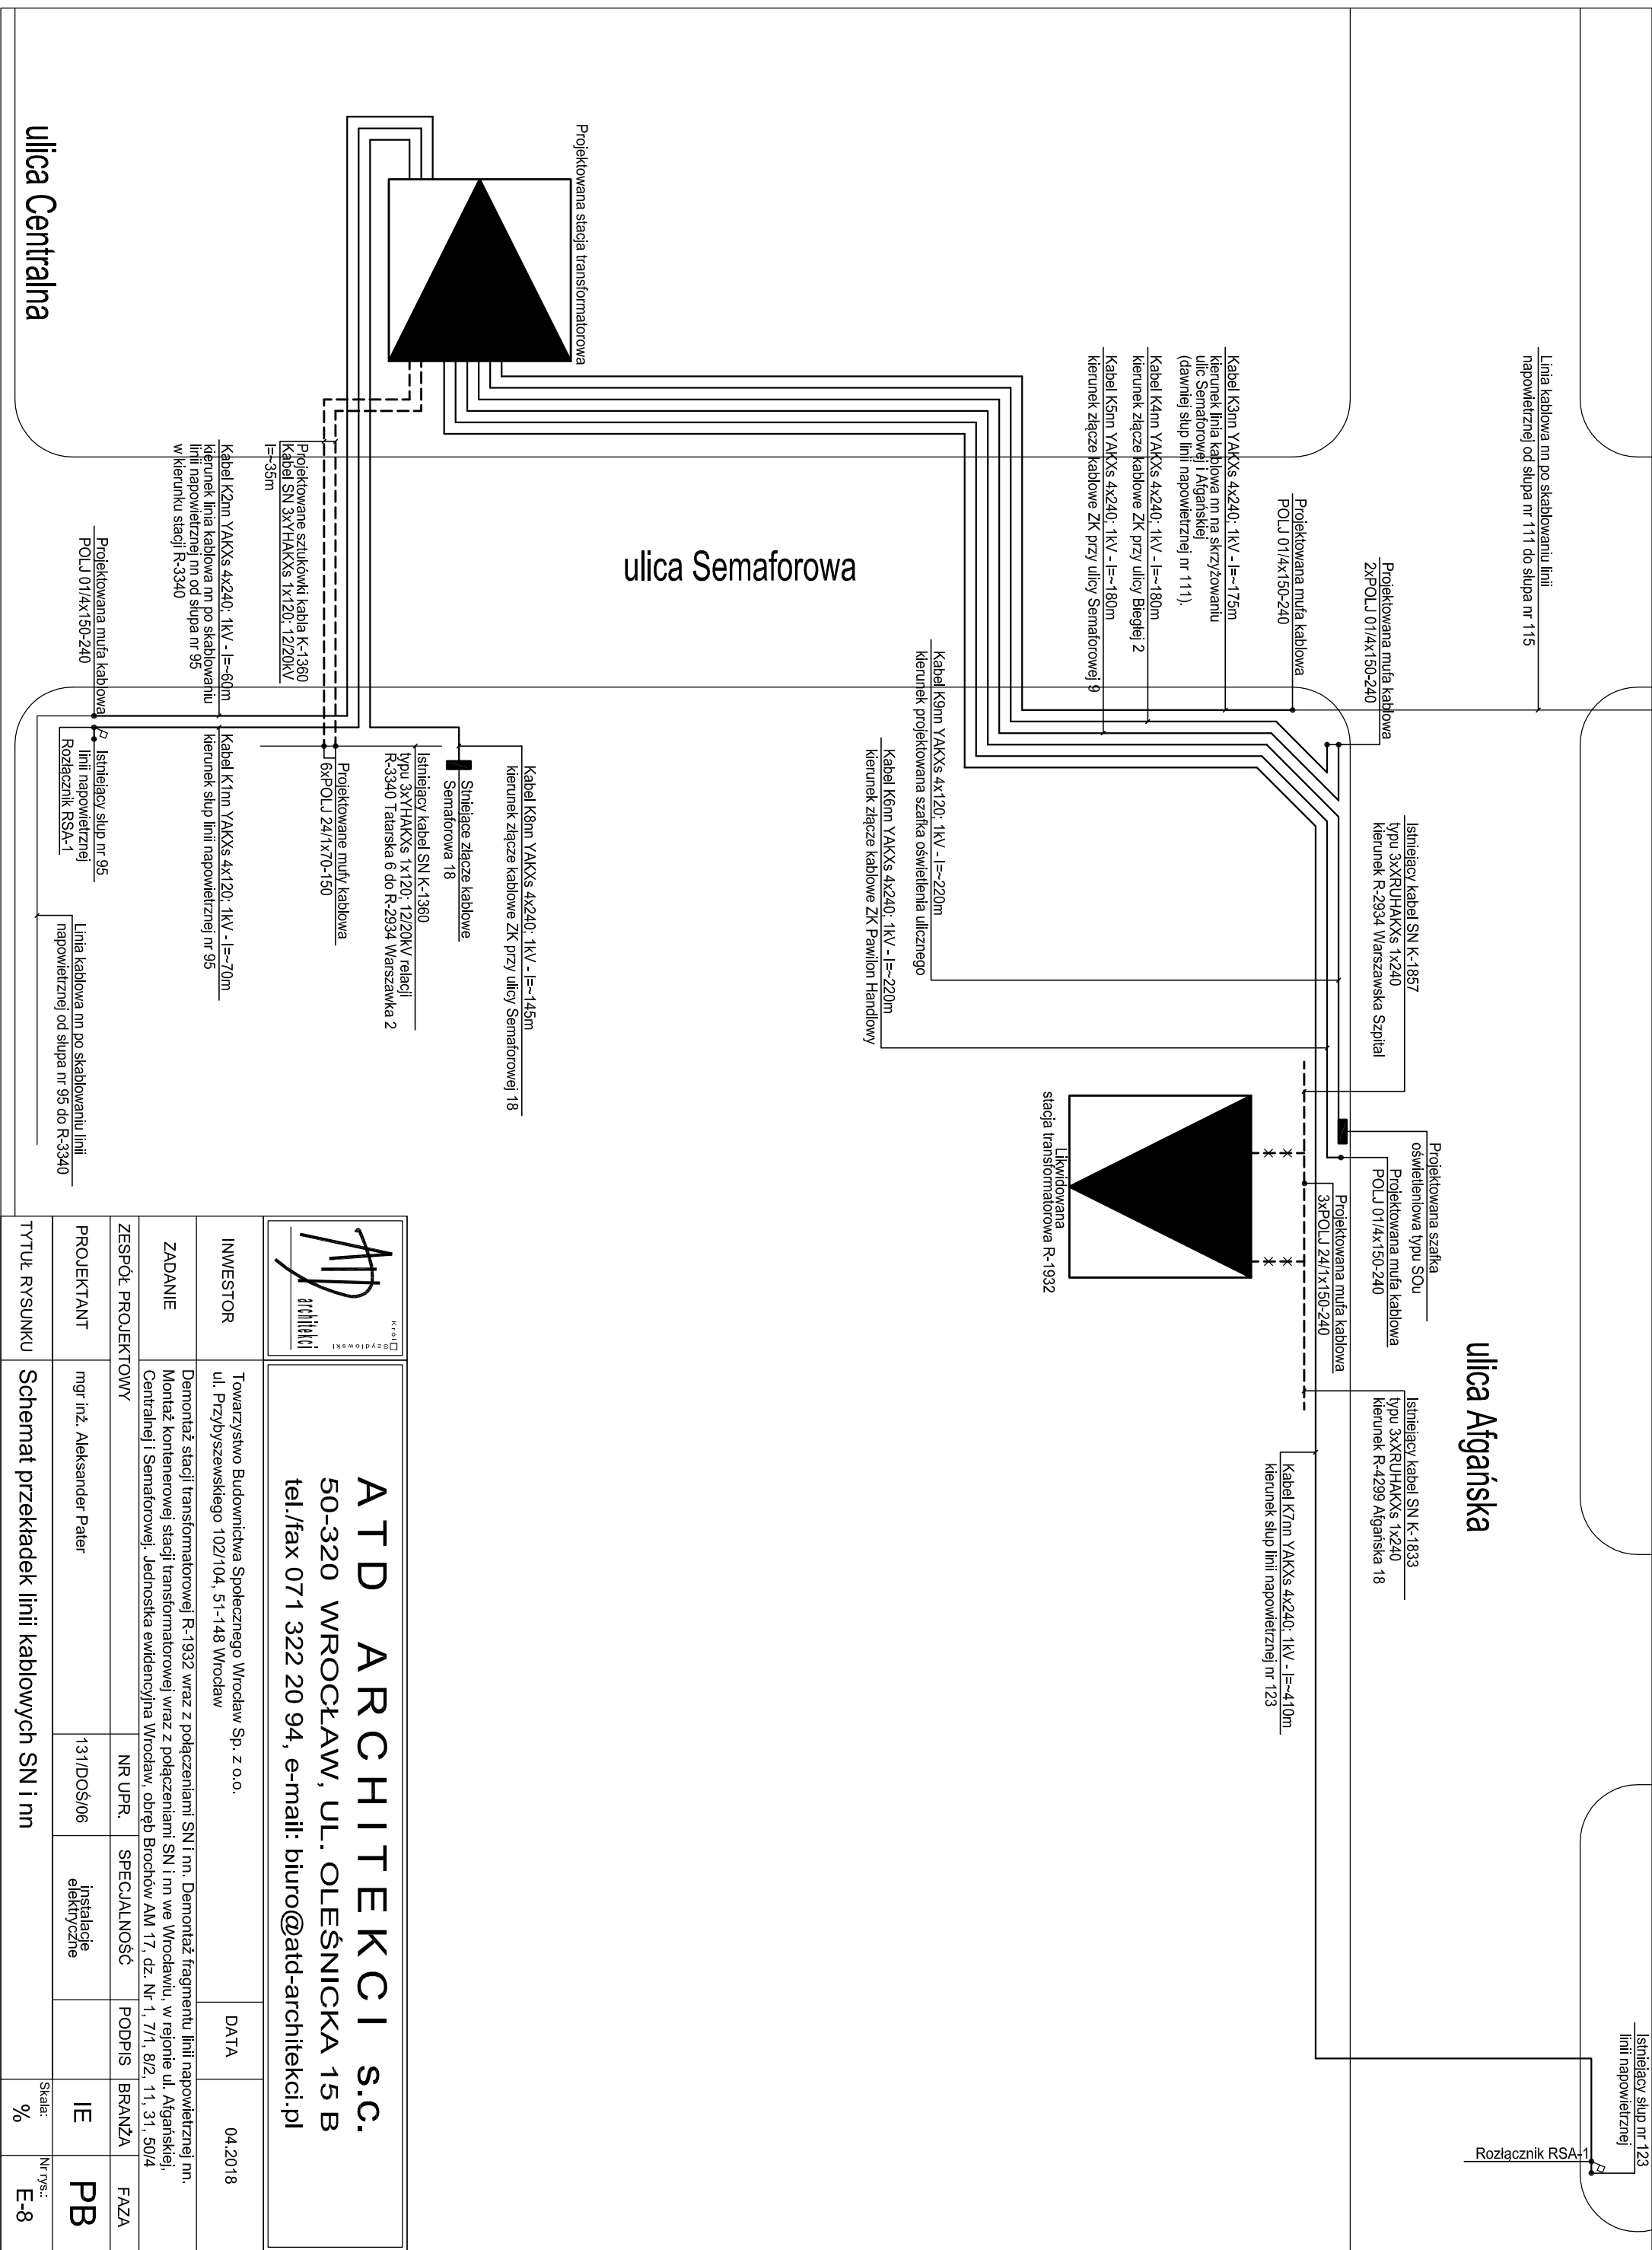 Linia kablowa nn po skablowaniu linii
napowietrznej od słupa nr 111 do słupa nr 115
Istniejący słup nr 123
linii napowietrznej
Rozłącznik RSA-1
ulica Afgańska
Projektowana mufa kablowa
2xPOLJ 01/4x150-240
Projektowana mufa kablowa
POLJ 01/4x150-240
Kabel K3nn YAKXs 4x240; 1kV - l=~175m
kierunek linia kablowa nn na skrzyżowaniu
ulic Semaforowej i Afgańskiej
(dawniej słup linii napowietrznej nr 111).
Kabel K4nn YAKXs 4x240; 1kV - l=~180m
kierunek złącze kablowe ZK przy ulicy Biegłej 2
Kabel K5nn YAKXs 4x240; 1kV - l=~180m
kierunek złącze kablowe ZK przy ulicy Semaforowej 9
Istniejący kabel SN K-1857
typu 3xXRUHAKXs 1x240
kierunek R-2934 Warszawska Szpital
Projektowana szafka
oświetleniowa typu SOu
Projektowana mufa kablowa
POLJ 01/4x150-240
Projektowana mufa kablowa
3xPOLJ 24/1x150-240
Istniejący kabel SN K-1833
typu 3xXRUHAKXs 1x240
kierunek R-4299 Afgańska 18
Kabel K7nn YAKXs 4x240; 1kV - l=~410m
kierunek słup linii napowietrznej nr 123
Likwidowana
stacja transformatorowa R-1932
Kabel K9nn YAKXs 4x120; 1kV - l=~220m
kierunek projektowana szafka oświetlenia ulicznego
Kabel K6nn YAKXs 4x240; 1kV - l=~220m
kierunek złącze kablowe ZK Pawilon Handlowy
ulica Semaforowa
Projektowana stacja transformatorowa
Kabel K8nn YAKXs 4x240; 1kV - l=~145m
kierunek złącze kablowe ZK przy ulicy Semaforowej 18
Stniejące złącze kablowe
Semaforowa 18
Istniejący kabel SN K-1360
typu 3xYHAKXs 1x120; 12/20kV relacji
R-3340 Tatarska 6 do R-2934 Warszawka 2
Projektowane mufy kablowa
6xPOLJ 24/1x70-150
Projektowane sztukówki kabla K-1360
Kabel SN 3xYHAKXs 1x120; 12/20kV
l=~35m
Kabel K2nn YAKXs 4x240; 1kV - l=~60m
kierunek linia kablowa nn po skablowaniu
linii napowietrznej nn od słupa nr 95
w kierunku stacji R-3340
Kabel K1nn YAKXs 4x120; 1kV - l=~70m
kierunek słup linii napowietrznej nr 95
Projektowana mufa kablowa
POLJ 01/4x150-240
Istniejący słup nr 95
linii napowietrznej
Rozłącznik RSA-1
Linia kablowa nn po skablowaniu linii
napowietrznej od słupa nr 95 do R-3340
ulica Centralna
Król
Szydłowski
architekci
ATD ARCHITEKCI s.c.
50-320 WROCŁAW, UL. OLEŚNICKA 15 B
tel./fax 071 322 20 94, e-mail: biuro@atd-architekci.pl
INWESTOR
Towarzystwo Budownictwa Społecznego Wrocław Sp. z o.o.
ul. Przybyszewskiego 102/104, 51-148 Wrocław
DATA
04.2018
ZADANIE
Demontaż stacji transformatorowej R-1932 wraz z połączeniami SN i nn. Demontaż fragmentu linii napowietrznej nn.
Montaż kontenerowej stacji transformatorowej wraz z połączeniami SN i nn we Wrocławiu, w rejonie ul. Afgańskiej,
Centralnej i Semaforowej. Jednostka ewidencyjna Wrocław, obręb Brochów AM 17, dz. Nr 1, 7/1, 8/2, 11, 31, 50/4
ZESPÓŁ PROJEKTOWY
NR UPR.
SPECJALNOŚĆ
PODPIS
BRANŻA
FAZA
PROJEKTANT
mgr inż. Aleksander Pater
131/DOŚ/06
instalacje
elektryczne
IE
PB
TYTUŁ RYSUNKU
Schemat przekładek linii kablowych SN i nn
Skala:
%
Nr rys.:
E-8